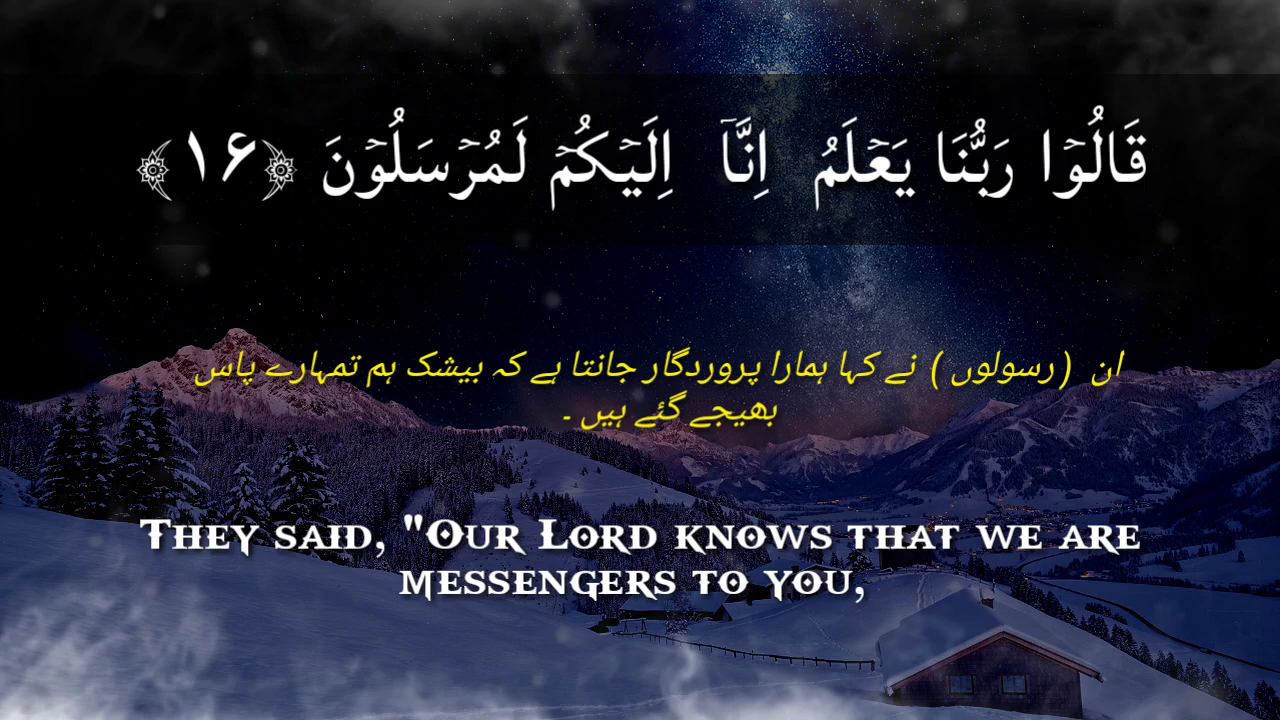 قَالُوۡا رَبُّنَا یَعۡلَمُ اِنَّاۤ اِلَیۡکُمۡ لَمُرۡسَلُوۡنَ ﴿۱۶﴾
ان ( رسولوں ) نے کہا ہمارا پروردگار جانتا ہے کہ بیشک ہم تمہارے پاس
بھیجے گئے ہیں ۔
They said, "Our Lord knows that we are
messengers to you,